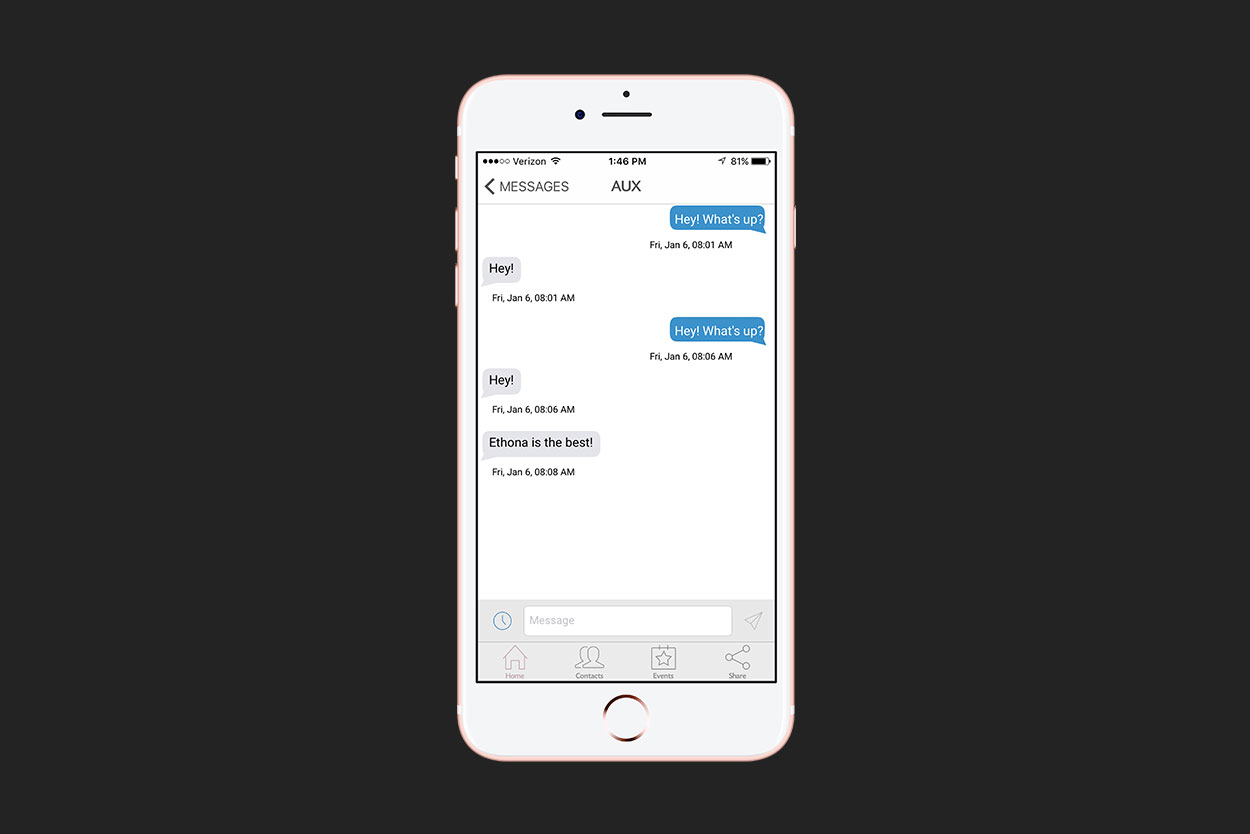 Verizon 1:46 PM 81%
MESSAGES AUX
Hey! What's up?
Fri, Jan 6, 08:01 AM
Hey!
Fri, Jan 6, 08:01 AM
Hey! What's up?
Fri, Jan 6, 08:06 AM
Hey!
Fri, Jan 6, 08:06 AM
Ethona is the best!
Fri, Jan 6, 08:08 AM
Message
Home Contacts Events Share